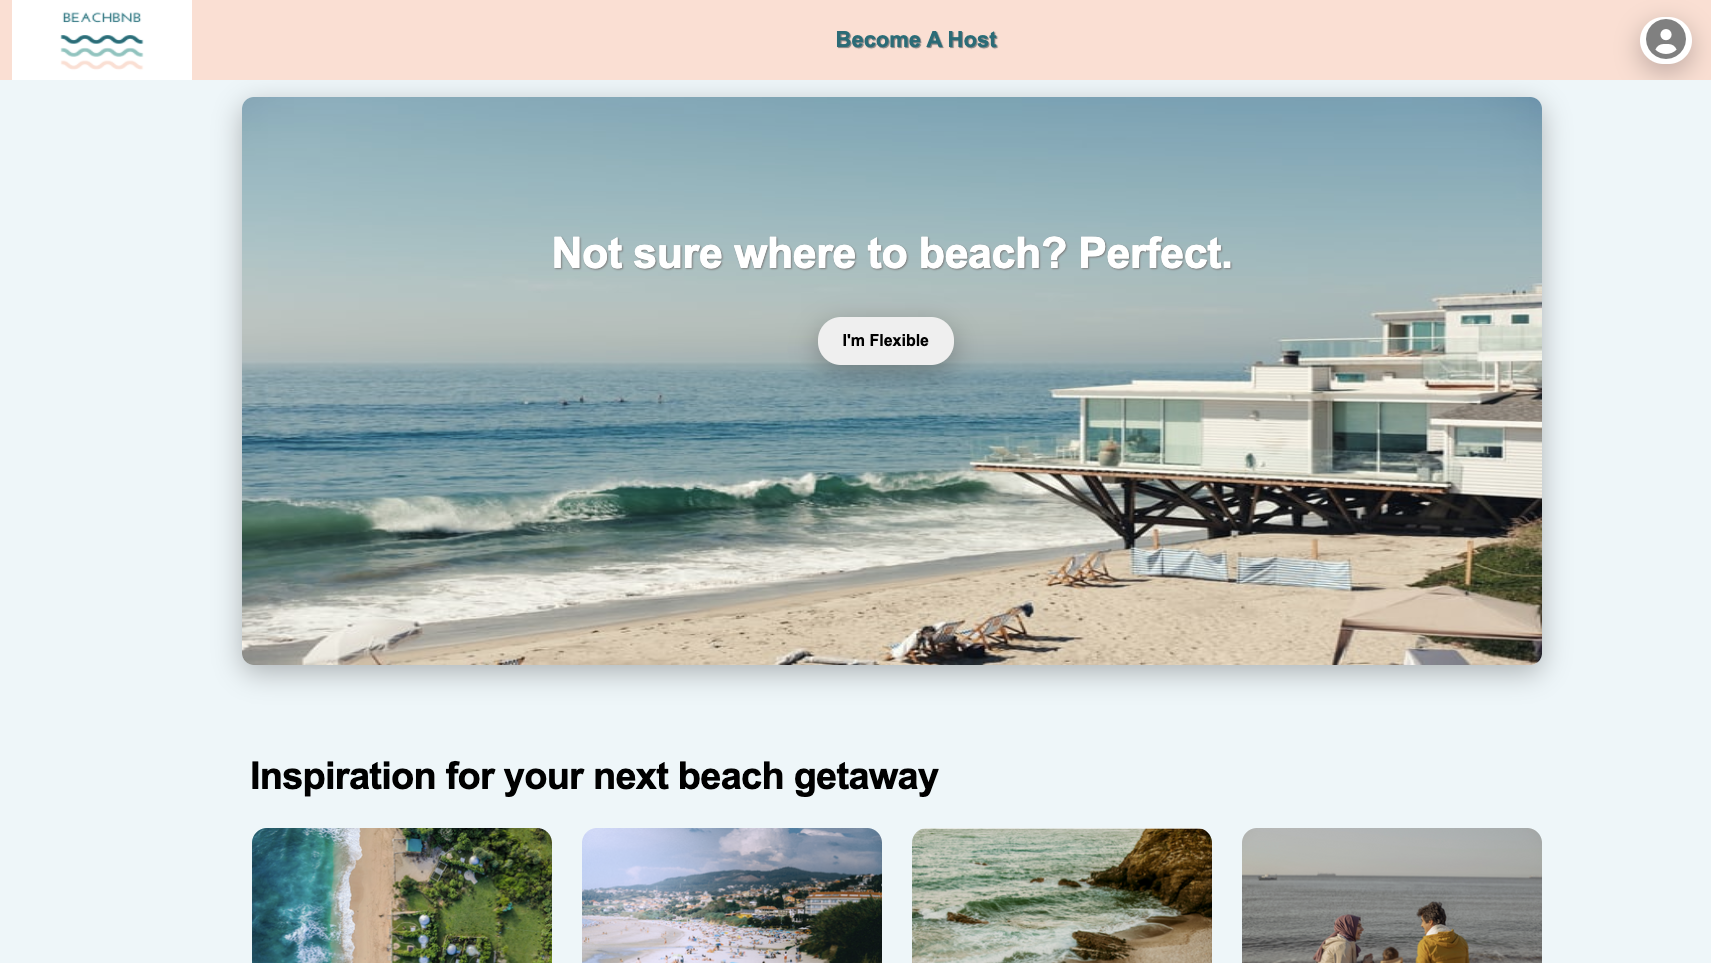 BEACHBNB
Become A Host
Not sure where to beach? Perfect.
I'm Flexible
Inspiration for your next beach getaway